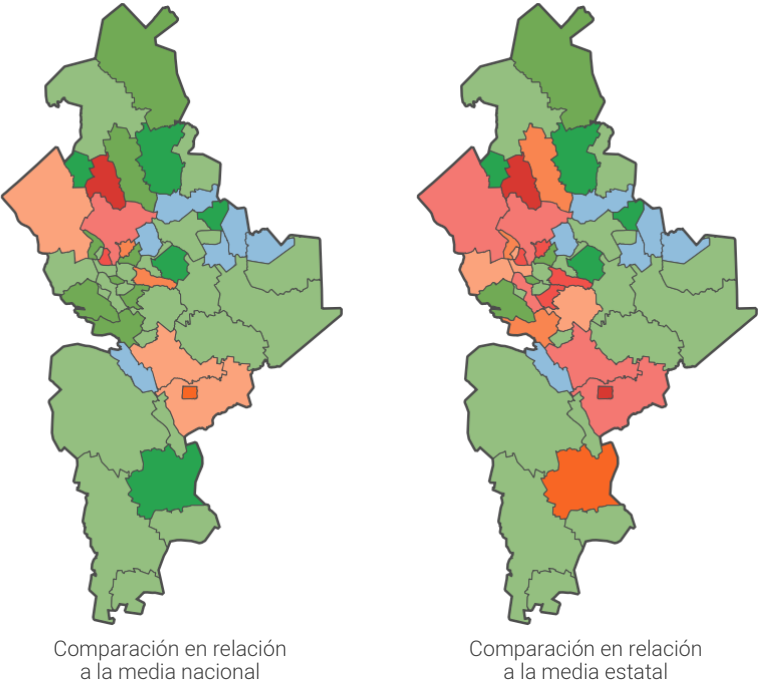 Comparación en relación
a la media nacional
Comparación en relación
a la media estatal